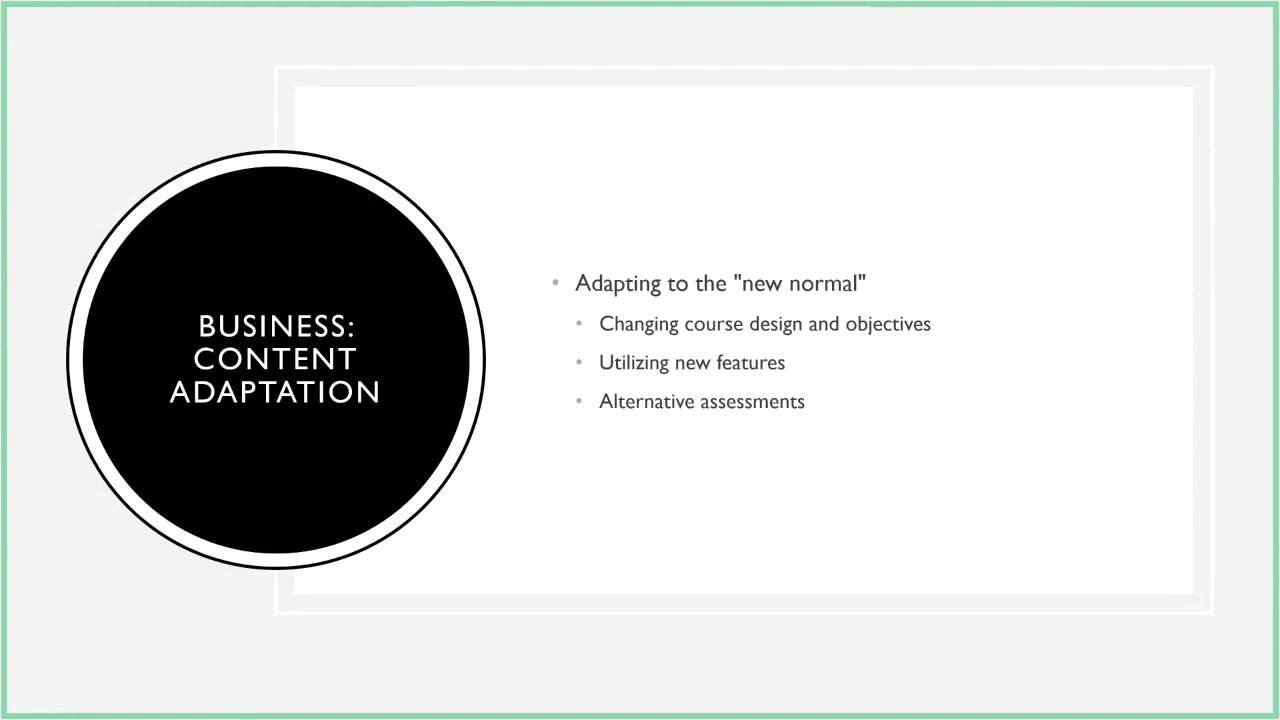 BUSINESS:
CONTENT
ADAPTATION
• Adapting to the "new normal"
• Changing course design and objectives
• Utilizing new features
• Alternative assessments